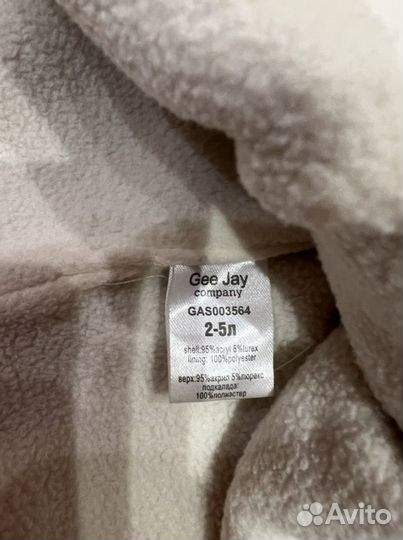 Gee Jay
company
GAS003564
2-5л
shell:95%acryl 5%lurex
lining: 100%polyester
верх:95%акрил 5%люрекс
подкалада:
100%полиэстер
Avito